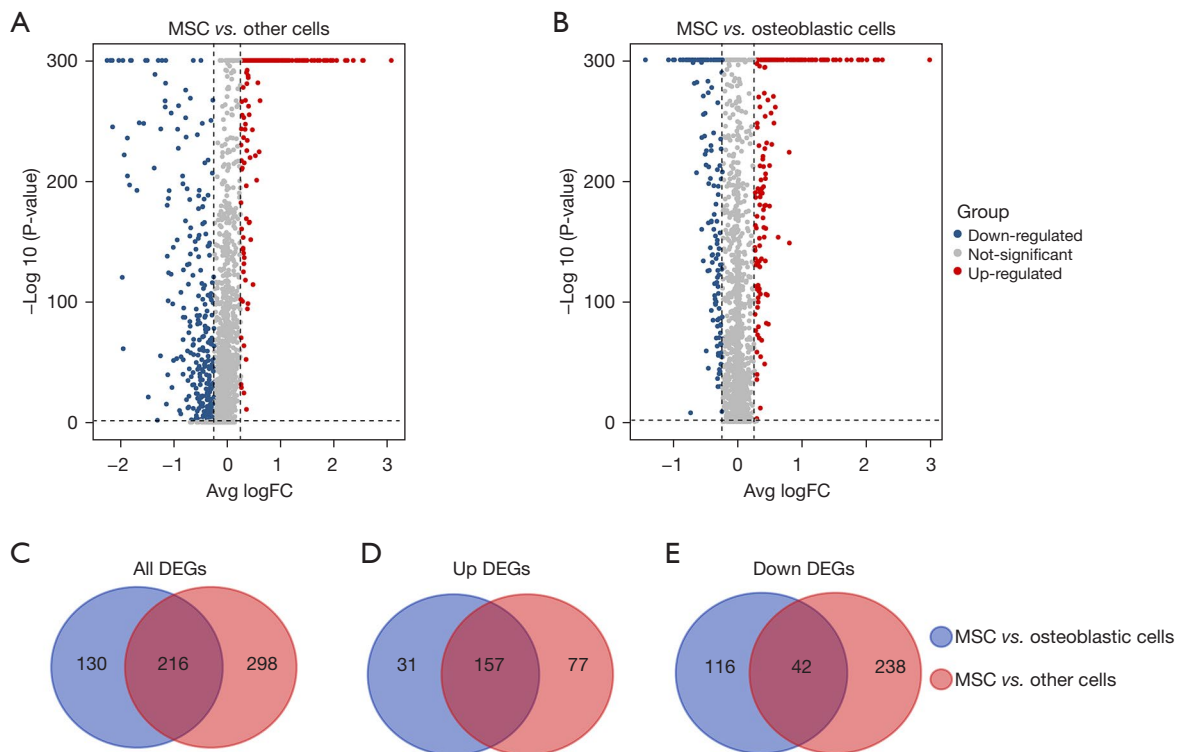 A
MSC vs. other cells
300
200
100
0
–Log 10 (P-value)
–2 –1 0 1 2 3
Avg logFC
B
MSC vs. osteoblastic cells
300
200
100
0
–Log 10 (P-value)
–1 0 1 2 3
Avg logFC
Group
Down-regulated
Not-significant
Up-regulated
C
All DEGs
130 216 298
D
Up DEGs
31 157 77
E
Down DEGs
116 42 238
MSC vs. osteoblastic cells
MSC vs. other cells